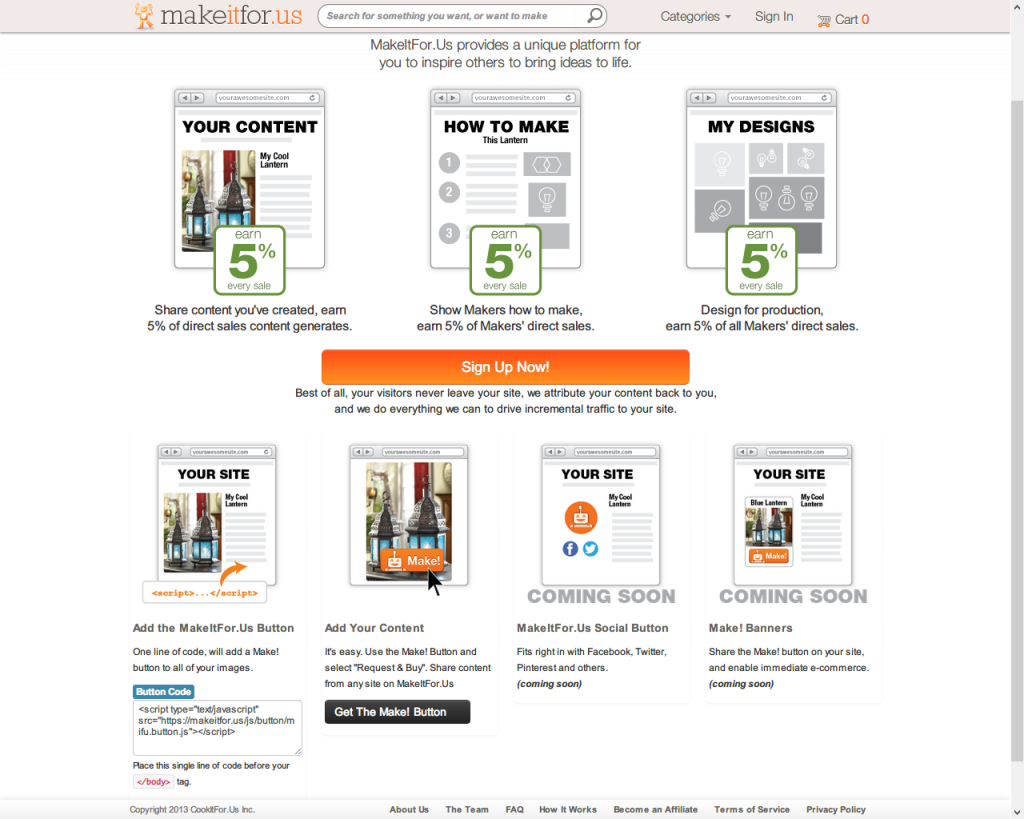 makeitfor.us
Search for something you want, or want to make
Categories
Sign In
Cart 0
MakeItFor.Us provides a unique platform for
you to inspire others to bring ideas to life.
yourawesomesite.com
YOUR CONTENT
My Cool
Lantern
earn
5%
every sale
Share content you've created, earn
5% of direct sales content generates.
yourawesomesite.com
HOW TO MAKE
This Lantern
1
2
3
earn
5%
every sale
Show Makers how to make,
earn 5% of Makers' direct sales.
yourawesomesite.com
MY DESIGNS
earn
5%
every sale
Design for production,
earn 5% of all Makers' direct sales.
Sign Up Now!
Best of all, your visitors never leave your site, we attribute your content back to you,
and we do everything we can to drive incremental traffic to your site.
yourawesomesite.com
YOUR SITE
My Cool
Lantern
<script>...</script>
Add the MakeItFor.Us Button
One line of code, will add a Make!
button to all of your images.
Button Code
<script type="text/javascript"
src="https://makeitfor.us/js/button/m
ifu.button.js"></script>
Place this single line of code before your
</body> tag.
yourawesomesite.com
Make!
Add Your Content
It's easy. Use the Make! Button and
select "Request & Buy". Share content
from any site on MakeItFor.Us
Get The Make! Button
yourawesomesite.com
YOUR SITE
My Cool
Lantern
COMING SOON
MakeItFor.Us Social Button
Fits right in with Facebook, Twitter,
Pinterest and others.
(coming soon)
yourawesomesite.com
YOUR SITE
Blue Lantern
My Cool
Lantern
Make!
COMING SOON
Make! Banners
Share the Make! button on your site,
and enable immediate e-commerce.
(coming soon)
Copyright 2013 CookItFor.Us Inc.
About Us
The Team
FAQ
How It Works
Become an Affiliate
Terms of Service
Privacy Policy